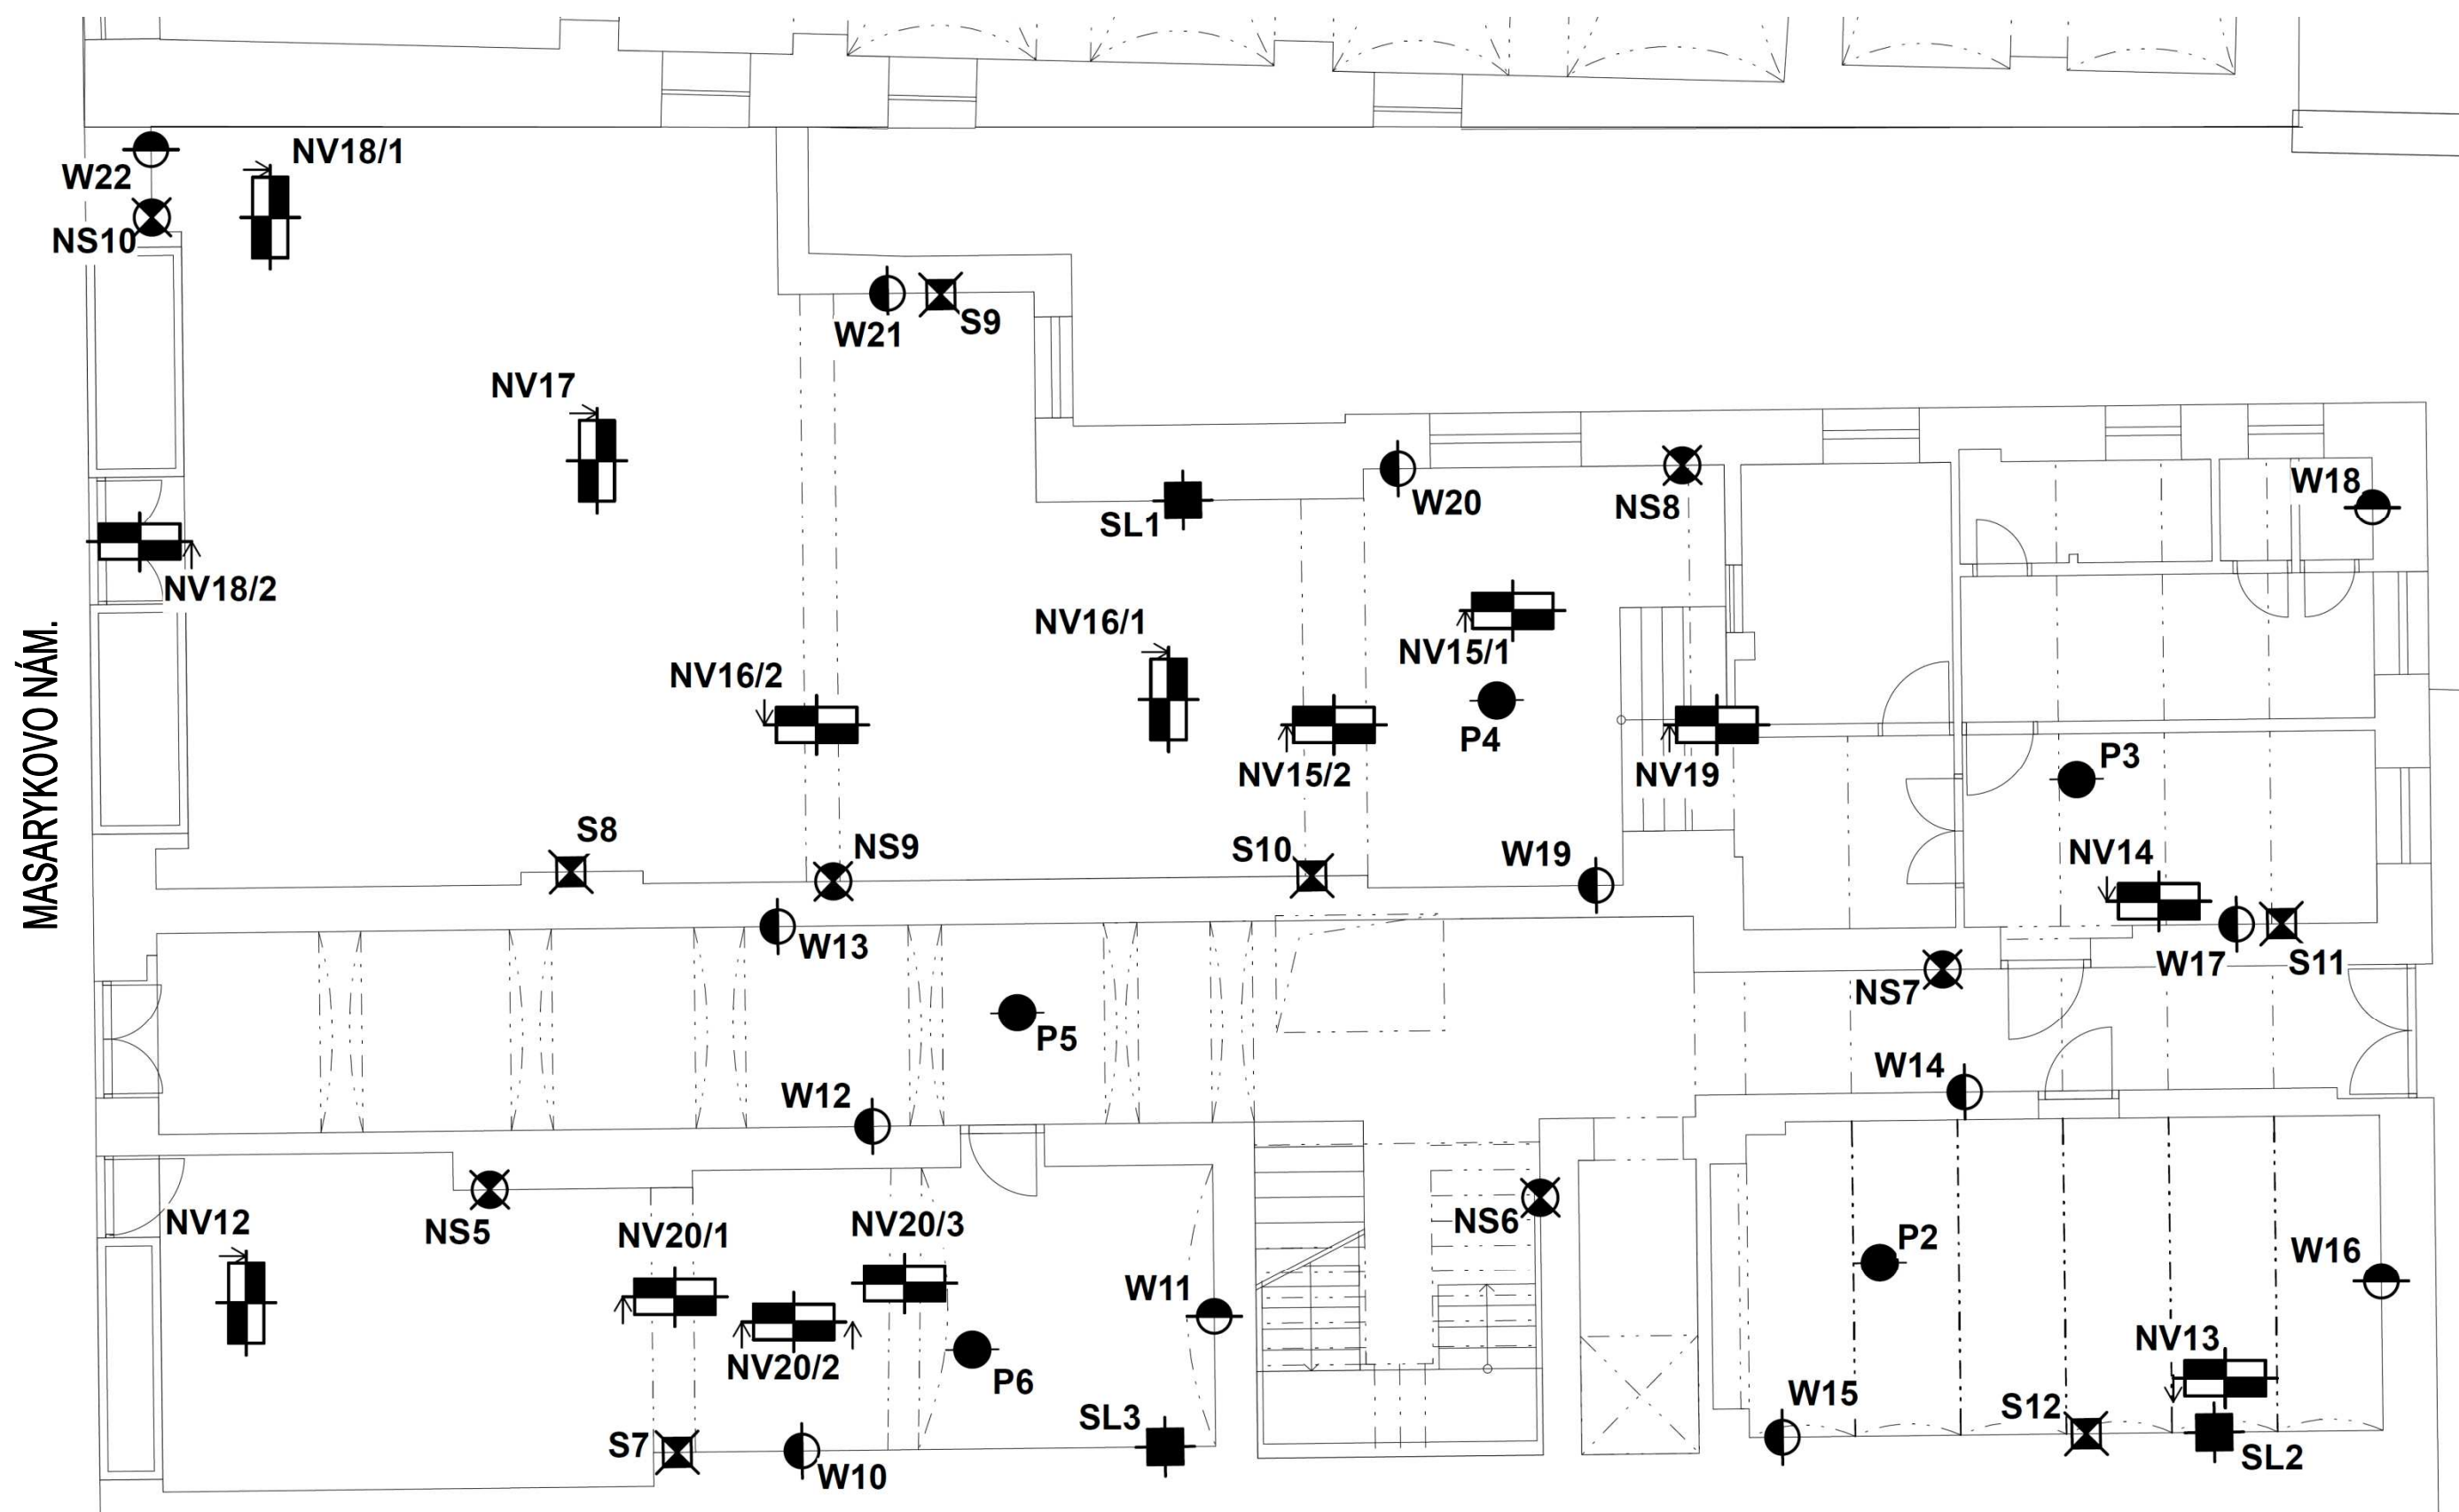 NV18/1
W22
NS10
W21
S9
NV17
W18
W20
NS8
SL1
NV18/2
NV16/1
NV15/1
NV16/2
P4
P3
NV15/2
NV19
MASARYKOVO NÁM.
S8
NS9
S10
W19
NV14
W13
W17
S11
NS7
P5
W14
W12
NV12
NS5
NV20/1
NV20/3
NS6
P2
W16
W11
NV20/2
P6
NV13
W15
S12
SL3
S7
W10
SL2